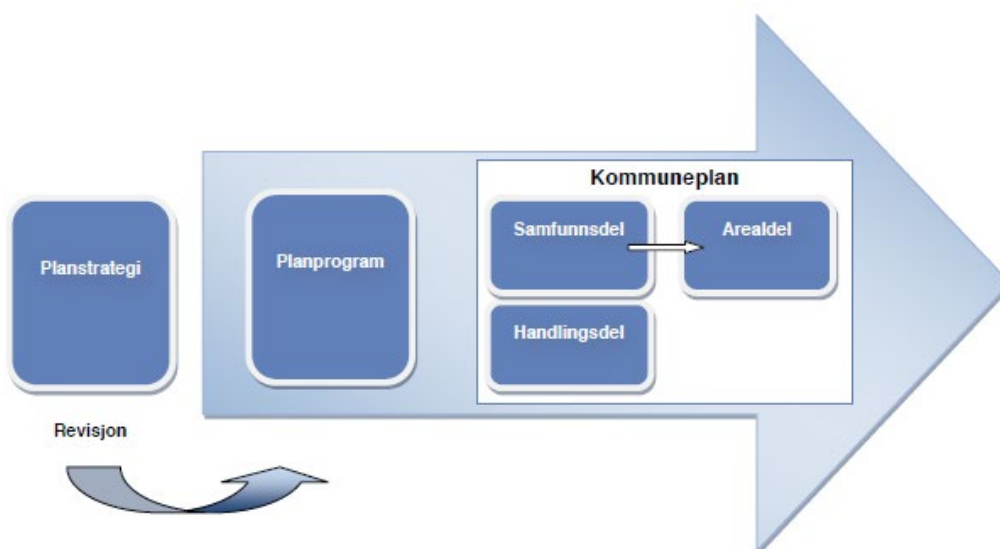 Kommuneplan
Planstrategi
Planprogram
Samfunnsdel
Arealdel
Handlingsdel
Revisjon